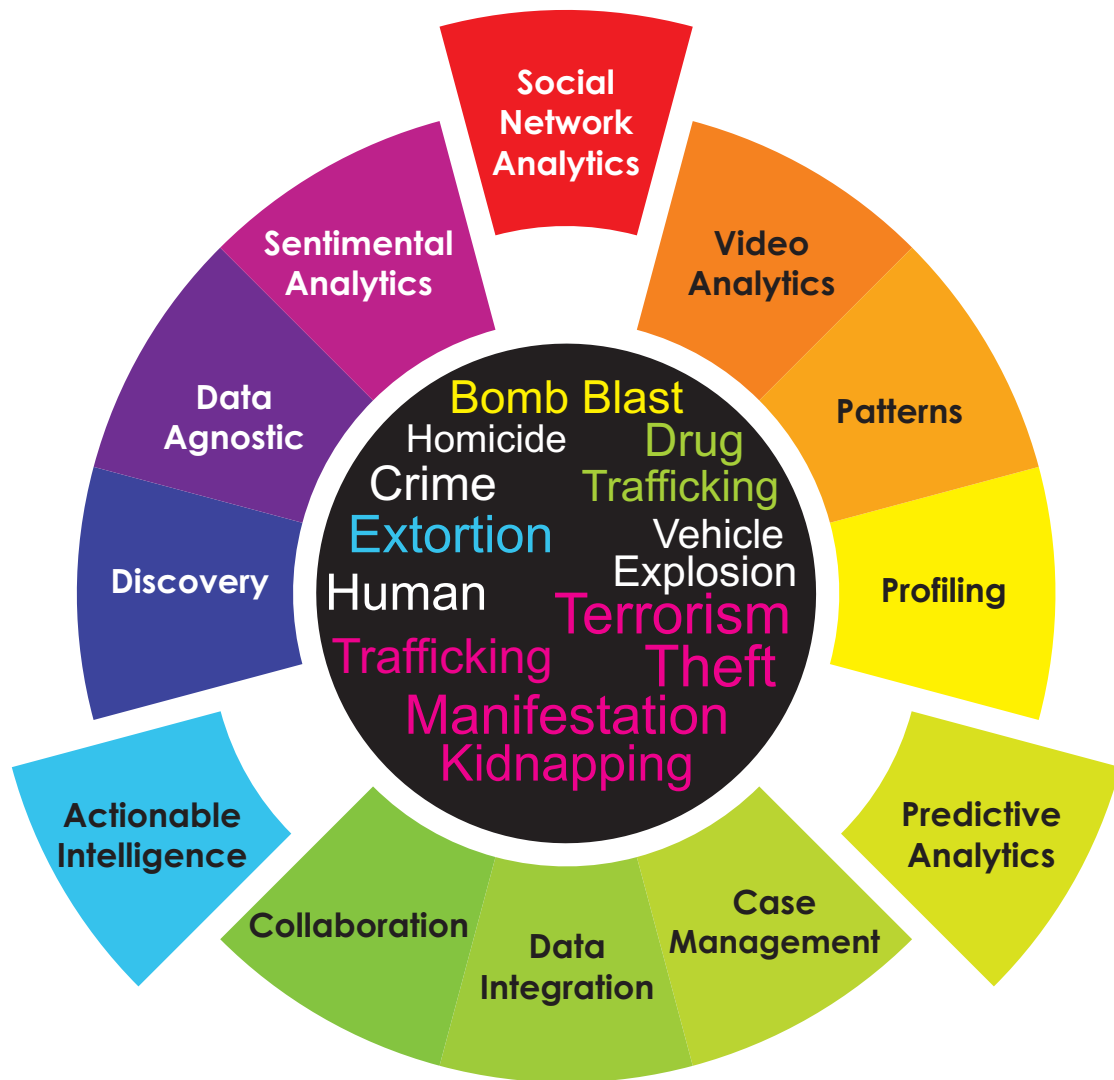 Social
Network
Analytics
Video
Analytics
Patterns
Profiling
Predictive
Analytics
Case
Management
Data
Integration
Collaboration
Actionable
Intelligence
Discovery
Data
Agnostic
Sentimental
Analytics
Bomb Blast
Homicide
Drug
Trafficking
Crime
Extortion
Vehicle
Explosion
Human
Trafficking
Terrorism
Theft
Manifestation
Kidnapping